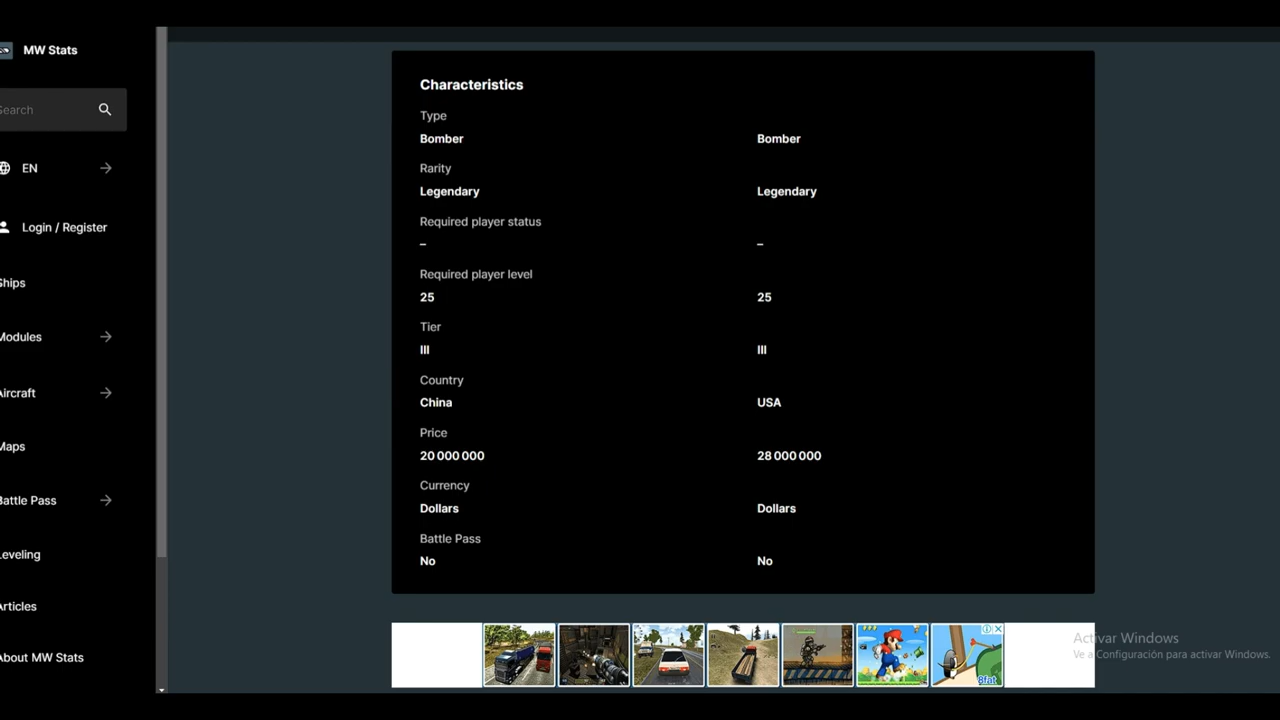 MW Stats
Search
EN
Login / Register
Ships
Modules
Aircraft
Maps
Battle Pass
Leveling
Articles
About MW Stats
Characteristics
Type
Bomber Bomber
Rarity
Legendary Legendary
Required player status
– –
Required player level
25 25
Tier
III III
Country
China USA
Price
20 000 000 28 000 000
Currency
Dollars Dollars
Battle Pass
No No
8fat
Activar Windows
Ve a Configuración para activar Windows.